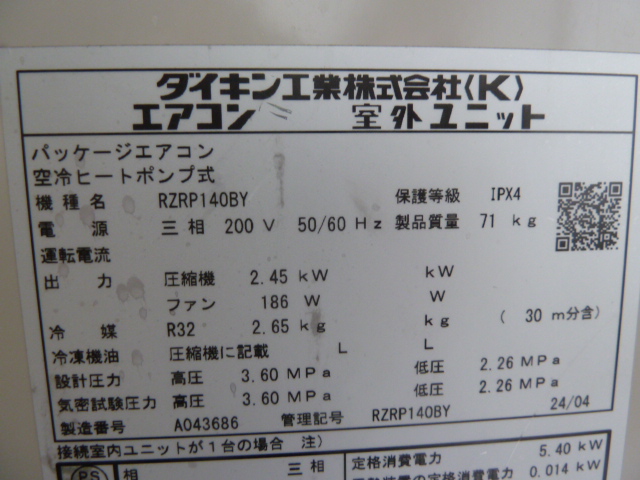 ダイキン工業株式会社〈K〉
エアコン 室外ユニット
パッケージエアコン
空冷ヒートポンプ式
機種名 RZRP140BY 保護等級 IPX4
電源 三相 200 V 50/60 Hz 製品質量 71 kg
運転電流
出力 圧縮機 2.45 kW kW
ファン 186 W W
冷媒 R32 2.65 kg kg ( 30 m分含)
冷凍機油 圧縮機に記載 L L
設計圧力 高圧 3.60 MPa 低圧 2.26 MPa
気密試験圧力 高圧 3.60 MPa 低圧 2.26 MPa
製造番号 A043686 管理記号 RZRP140BY 24/04
接続室内ユニットが1台の場合 注)
PS 相 三相 定格消費電力 5.40 kW
0.014 kW